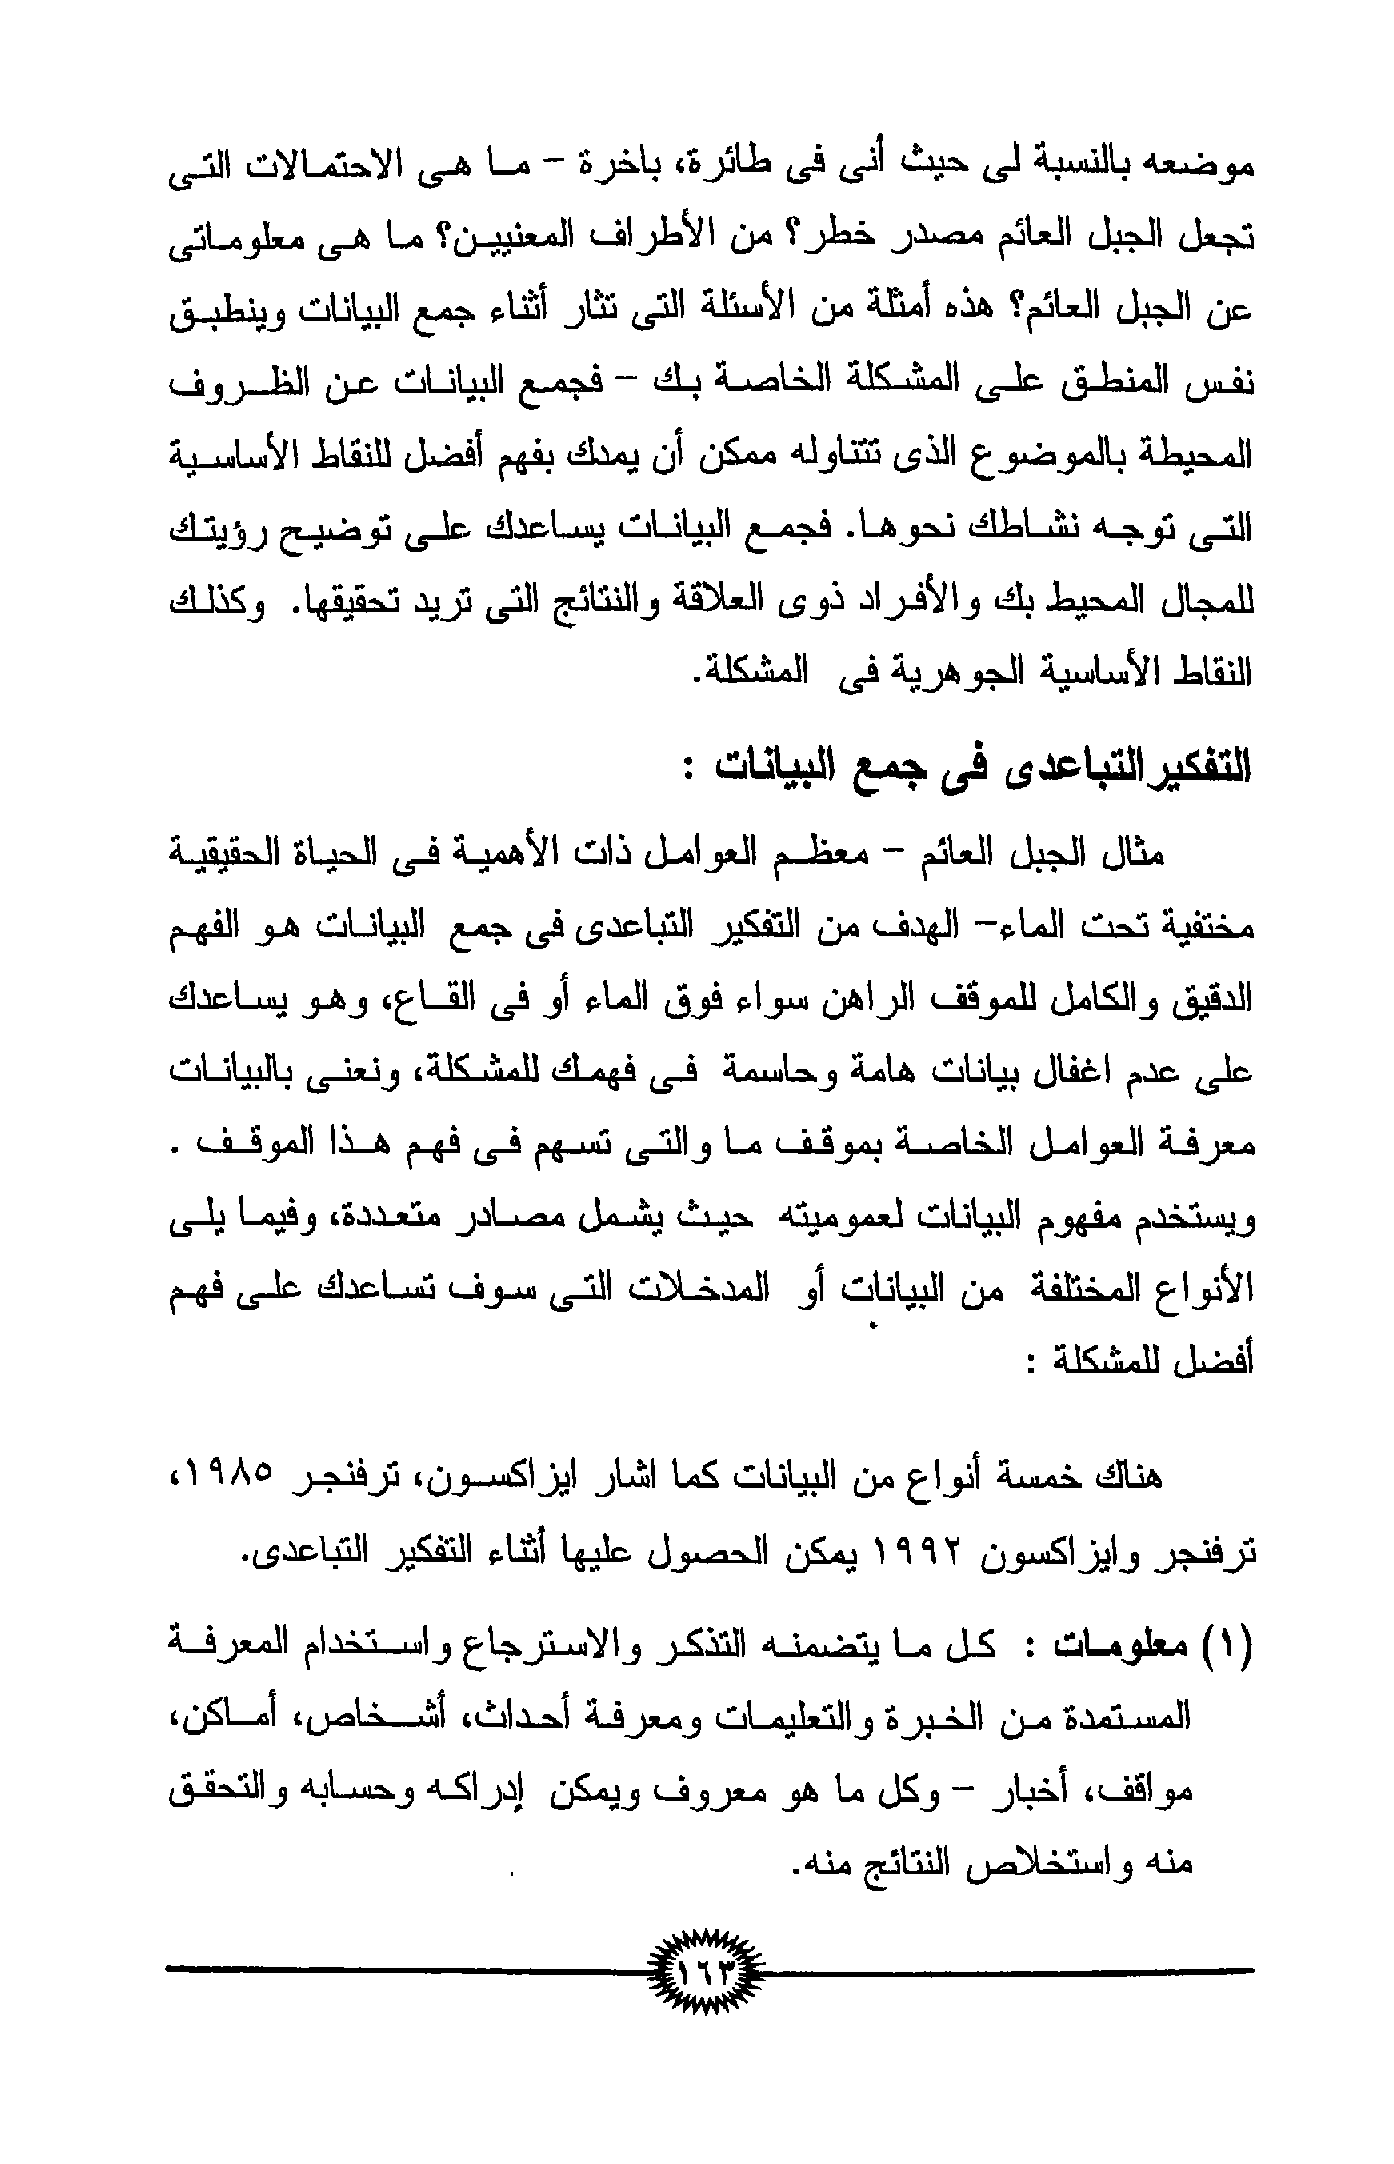 موضعه بالنسبة لى حيث أنى فى طائرة، باخرة - ما هى الاحتمالات التى
تجعل الجبل العائم مصدر خطر؟ من الأطراف المعنيين؟ ما هى معلوماتى
عن الجبل العائم؟ هذه أمثلة من الأسئلة التى تثار أثناء جمع البيانات وينطبق
نفس المنطق على المشكلة الخاصة بك - فجمع البيانات عن الظروف
المحيطة بالموضوع الذى تتناوله ممكن أن يمدك بفهم أفضل للنقاط الأساسية
التى توجه نشاطك نحوها. فجمع البيانات يساعدك على توضيح رؤيتك
للمجال المحيط بك والأفراد ذوى العلاقة والنتائج التى تريد تحقيقها. وكذلك
النقاط الأساسية الجوهرية فى المشكلة.
التفكير التباعدى فى جمع البيانات :
مثال الجبل العائم - معظم العوامل ذات الأهمية فى الحياة الحقيقية
مختفية تحت الماء- الهدف من التفكير التباعدى فى جمع البيانات هو الفهم
الدقيق والكامل للموقف الراهن سواء فوق الماء أو فى القاع، وهو يساعدك
على عدم اغفال بيانات هامة وحاسمة فى فهمك للمشكلة، ونعنى بالبيانات
معرفة العوامل الخاصة بموقف ما والتى تسهم فى فهم هذا الموقف .
ويستخدم مفهوم البيانات لعموميته حيث يشمل مصادر متعددة، وفيما يلى
الأنواع المختلفة من البيانات أو المدخلات التى سوف تساعدك على فهم
أفضل للمشكلة :
هناك خمسة أنواع من البيانات كما اشار ايزاكسون، ترفنجر ١٩٨٥،
ترفنجر وايزاكسون ١٩٩٢ يمكن الحصول عليها أثناء التفكير التباعدى.
(١) معلومات : كل ما يتضمنه التذكر والاسترجاع واستخدام المعرفة
المستمدة من الخبرة والتعليمات ومعرفة أحداث، أشخاص، أماكن،
مواقف، أخبار - وكل ما هو معروف ويمكن إدراكه وحسابه والتحقق
منه واستخلاص النتائج منه.
١٦٣